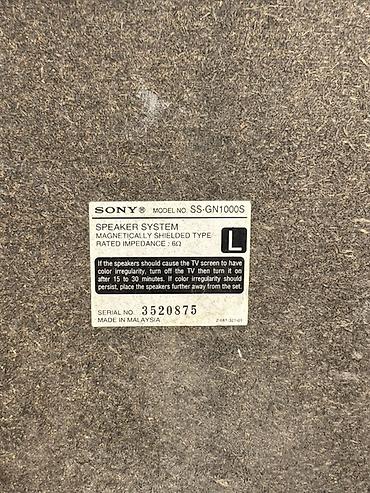 SONY® MODEL NO. SS-GN1000S
SPEAKER SYSTEM
MAGNETICALLY SHIELDED TYPE
RATED IMPEDANCE : 6Ω
L
If the speakers should cause the TV screen to have
color irregularity, turn off the TV then turn it on
after 15 to 30 minutes. If color irregularity should
persist, place the speakers further away from the set.
SERIAL NO. 3520875
MADE IN MALAYSIA